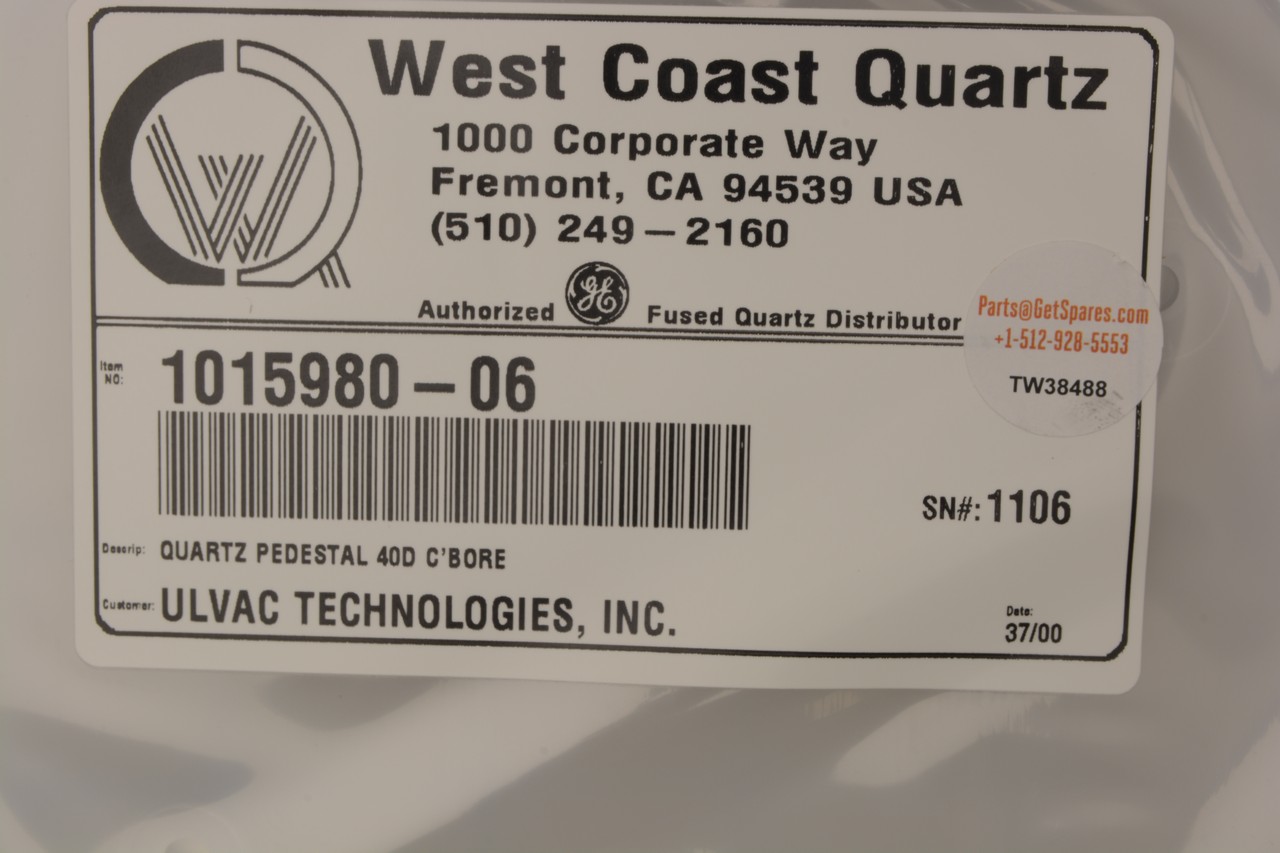 West Coast Quartz
1000 Corporate Way
Fremont, CA 94539 USA
(510) 249-2160
Authorized GE Fused Quartz Distributor
Parts@GetSpares.com
+1-512-928-5553
TW38488
Item NO: 1015980-06
SN#: 1106
Descrip: QUARTZ PEDESTAL 40D C'BORE
Customer: ULVAC TECHNOLOGIES, INC.
Date:
37/00